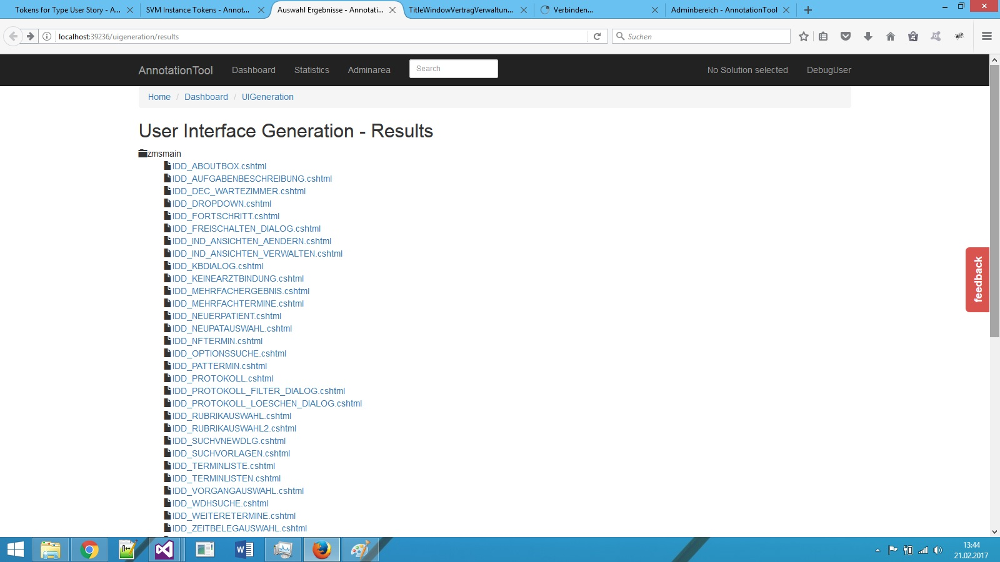 Tokens for Type User Story - A...
SVM Instance Tokens - Annot...
Auswahl Ergebnisse - Annotati...
TitleWindowVertragVerwaltun...
Verbinden...
Adminbereich - AnnotationTool
localhost:39236/uigeneration/results
Suchen
AnnotationTool Dashboard Statistics Adminarea Search No Solution selected DebugUser
Home / Dashboard / UIGeneration
User Interface Generation - Results
zmsmain
IDD_ABOUTBOX.cshtml
IDD_AUFGABENBESCHREIBUNG.cshtml
IDD_DEC_WARTEZIMMER.cshtml
IDD_DROPDOWN.cshtml
IDD_FORTSCHRITT.cshtml
IDD_FREISCHALTEN_DIALOG.cshtml
IDD_IND_ANSICHTEN_AENDERN.cshtml
IDD_IND_ANSICHTEN_VERWALTEN.cshtml
IDD_KBDIALOG.cshtml
IDD_KEINEARZTBINDUNG.cshtml
IDD_MEHRFACHERGEBNIS.cshtml
IDD_MEHRFACHTERMINE.cshtml
IDD_NEUERPATIENT.cshtml
IDD_NEUPATAUSWAHL.cshtml
IDD_NFTERMIN.cshtml
IDD_OPTIONSSUCHE.cshtml
IDD_PATTERMIN.cshtml
IDD_PROTOKOLL.cshtml
IDD_PROTOKOLL_FILTER_DIALOG.cshtml
IDD_PROTOKOLL_LOESCHEN_DIALOG.cshtml
IDD_RUBRIKAUSWAHL.cshtml
IDD_RUBRIKAUSWAHL2.cshtml
IDD_SUCHVNEWDLG.cshtml
IDD_SUCHVORLAGEN.cshtml
IDD_TERMINLISTE.cshtml
IDD_TERMINLISTEN.cshtml
IDD_VORGANGAUSWAHL.cshtml
IDD_WDHSUCHE.cshtml
IDD_WEITERETERMINE.cshtml
IDD_ZEITBELEGAUSWAHL.cshtml
feedback
13:44
21.02.2017